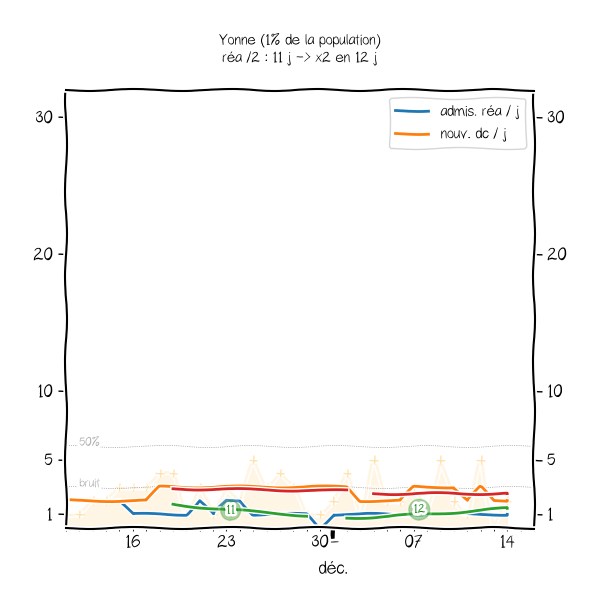 Yonne (1% de la population)
réa /2 : 11 j -> x2 en 12 j
admis. réa / j
nouv. dc / j
30 30
20 20
10 10
50%
5 5
bruit
11 12
1 1
16 23 30 07 14
déc.